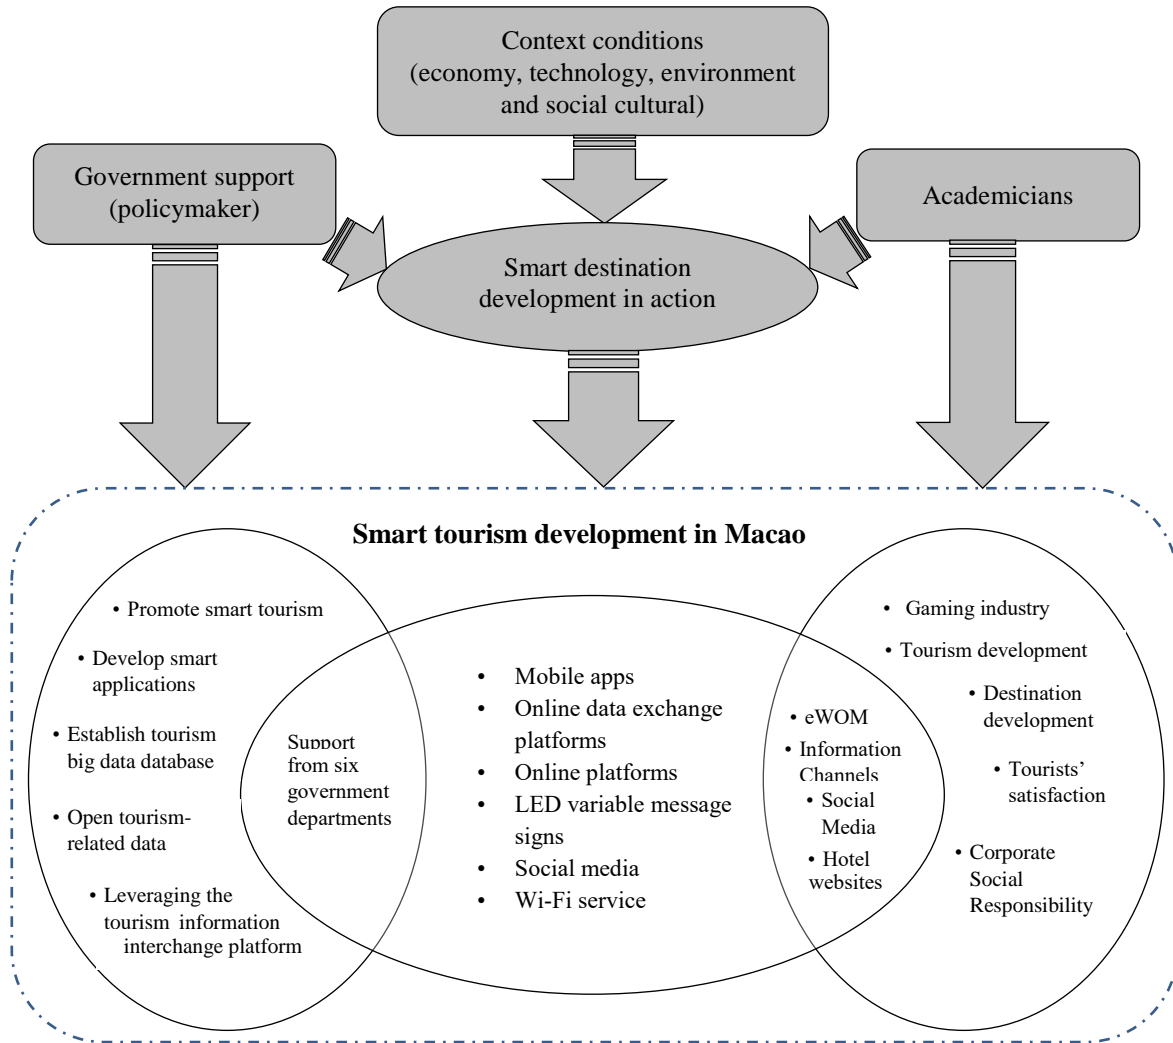 Context conditions
(economy, technology, environment
and social cultural)
Government support
(policymaker)
Academicians
Smart destination
development in action
Smart tourism development in Macao
• Promote smart tourism
• Develop smart
applications
• Establish tourism
big data database
• Open tourism-
related data
• Leveraging the
tourism information
interchange platform
Support
from six
government
departments
• Mobile apps
• Online data exchange
platforms
• Online platforms
• LED variable message
signs
• Social media
• Wi-Fi service
• eWOM
• Information
Channels
• Social
Media
• Hotel
websites
• Gaming industry
• Tourism development
• Destination
development
• Tourists'
satisfaction
• Corporate
Social
Responsibility